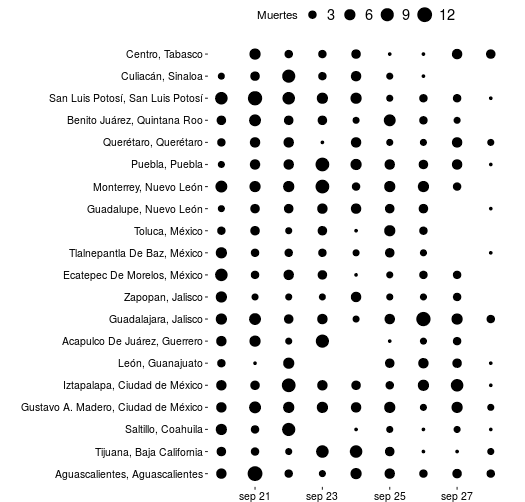 Muertes 3 6 9 12
Centro, Tabasco
Culiacán, Sinaloa
San Luis Potosí, San Luis Potosí
Benito Juárez, Quintana Roo
Querétaro, Querétaro
Puebla, Puebla
Monterrey, Nuevo León
Guadalupe, Nuevo León
Toluca, México
Tlalnepantla De Baz, México
Ecatepec De Morelos, México
Zapopan, Jalisco
Guadalajara, Jalisco
Acapulco De Juárez, Guerrero
León, Guanajuato
Iztapalapa, Ciudad de México
Gustavo A. Madero, Ciudad de México
Saltillo, Coahuila
Tijuana, Baja California
Aguascalientes, Aguascalientes
sep 21 sep 23 sep 25 sep 27